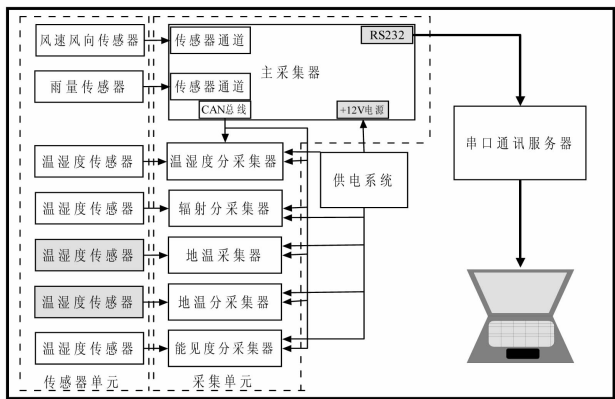 风速风向传感器
传感器通道
RS232
主采集器
雨量传感器
传感器通道
CAN总线
+12V电源
串口通讯服务器
温湿度传感器
温湿度分采集器
供电系统
温湿度传感器
辐射分采集器
温湿度传感器
地温采集器
温湿度传感器
地温分采集器
温湿度传感器
能见度分采集器
传感器单元
采集单元